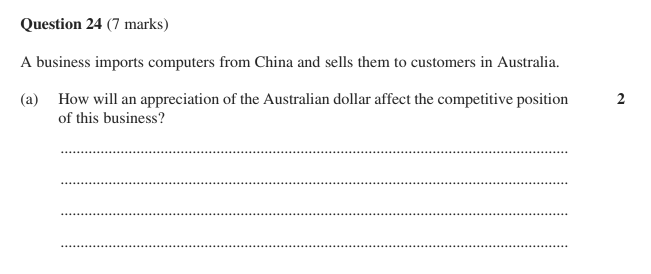 Question 24 (7 marks)
A business imports computers from China and sells them to customers in Australia.
(a) How will an appreciation of the Australian dollar affect the competitive position 2
of this business?